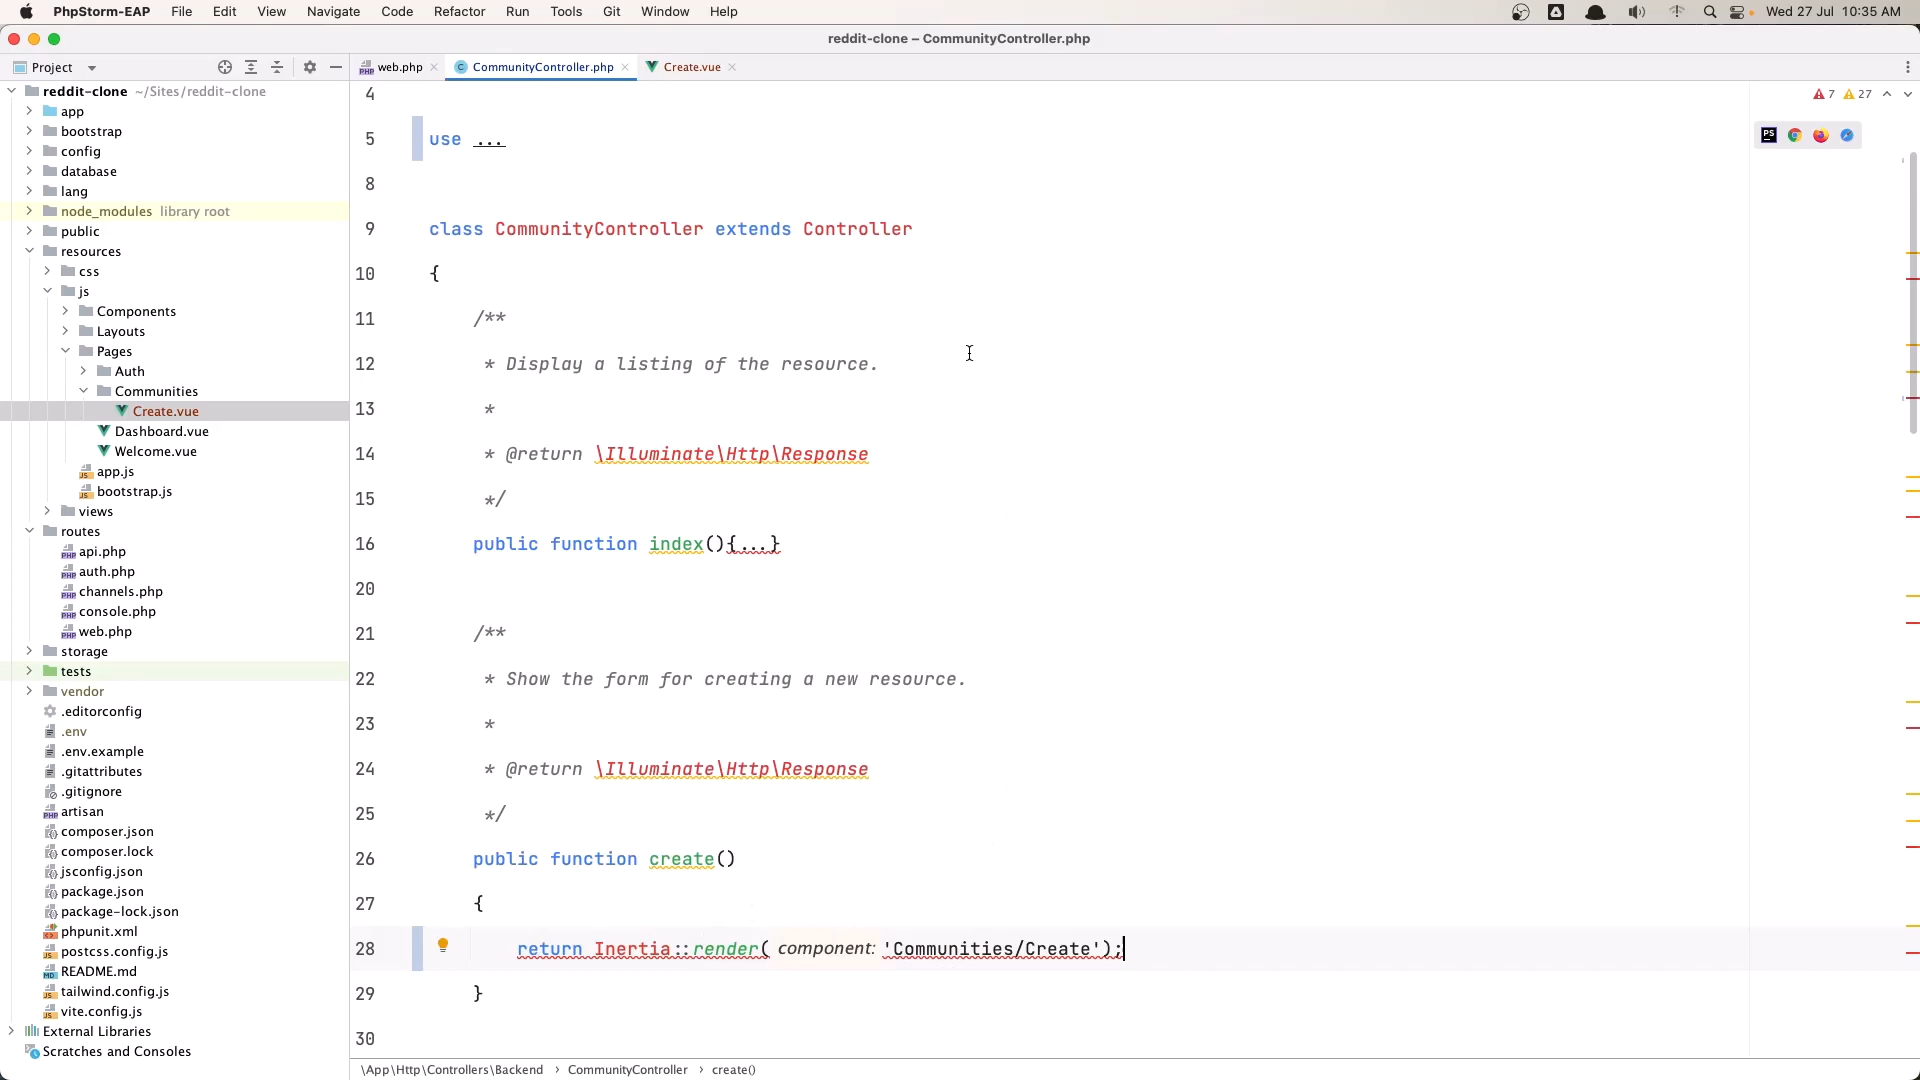 PhpStorm-EAP File Edit View Navigate Code Refactor Run Tools Git Window Help Wed 27 Jul 10:35 AM
reddit-clone – CommunityController.php
Project
web.php CommunityController.php Create.vue
reddit-clone ~/Sites/reddit-clone
app
bootstrap
config
database
lang
node_modules library root
public
resources
css
js
Components
Layouts
Pages
Auth
Communities
Create.vue
Dashboard.vue
Welcome.vue
app.js
bootstrap.js
views
routes
api.php
auth.php
channels.php
console.php
web.php
storage
tests
vendor
.editorconfig
.env
.env.example
.gitattributes
.gitignore
artisan
composer.json
composer.lock
jsconfig.json
package.json
package-lock.json
phpunit.xml
postcss.config.js
README.md
tailwind.config.js
vite.config.js
External Libraries
Scratches and Consoles
7 27
4
5 use ...
8
9 class CommunityController extends Controller
10 {
11 /**
12 * Display a listing of the resource.
13 *
14 * @return \Illuminate\Http\Response
15 */
16 public function index(){...}
20
21 /**
22 * Show the form for creating a new resource.
23 *
24 * @return \Illuminate\Http\Response
25 */
26 public function create()
27 {
28 return Inertia::render( component: 'Communities/Create');
29 }
30
\App\Http\Controllers\Backend › CommunityController › create()